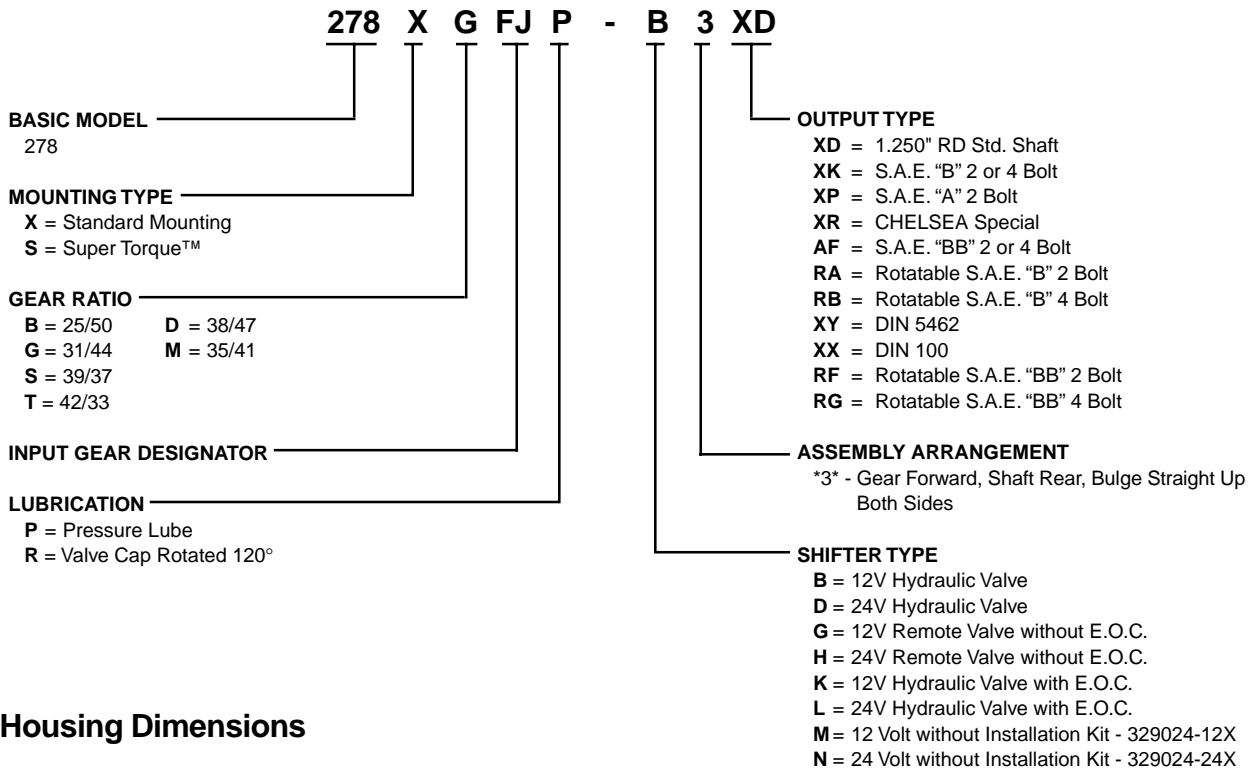 278 X G FJ P - B 3 XD
BASIC MODEL
278
MOUNTING TYPE
X = Standard Mounting
S = Super Torque™
GEAR RATIO
B = 25/50 D = 38/47
G = 31/44 M = 35/41
S = 39/37
T = 42/33
INPUT GEAR DESIGNATOR
LUBRICATION
P = Pressure Lube
R = Valve Cap Rotated 120°
OUTPUT TYPE
XD = 1.250" RD Std. Shaft
XK = S.A.E. “B” 2 or 4 Bolt
XP = S.A.E. “A” 2 Bolt
XR = CHELSEA Special
AF = S.A.E. “BB” 2 or 4 Bolt
RA = Rotatable S.A.E. “B” 2 Bolt
RB = Rotatable S.A.E. “B” 4 Bolt
XY = DIN 5462
XX = DIN 100
RF = Rotatable S.A.E. “BB” 2 Bolt
RG = Rotatable S.A.E. “BB” 4 Bolt
ASSEMBLY ARRANGEMENT
*3* - Gear Forward, Shaft Rear, Bulge Straight Up
Both Sides
SHIFTER TYPE
B = 12V Hydraulic Valve
D = 24V Hydraulic Valve
G = 12V Remote Valve without E.O.C.
H = 24V Remote Valve without E.O.C.
K = 12V Hydraulic Valve with E.O.C.
L = 24V Hydraulic Valve with E.O.C.
M = 12 Volt without Installation Kit - 329024-12X
N = 24 Volt without Installation Kit - 329024-24X
Housing Dimensions